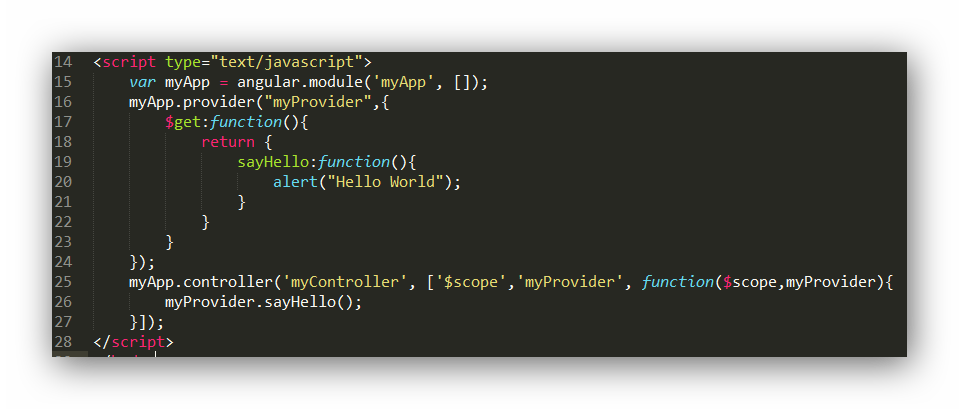 14 <script type="text/javascript">
15     var myApp = angular.module('myApp', []);
16     myApp.provider("myProvider",{
17         $get:function(){
18             return {
19                 sayHello:function(){
20                     alert("Hello World");
21                 }
22             }
23         }
24     });
25     myApp.controller('myController', ['$scope','myProvider', function($scope,myProvider){
26         myProvider.sayHello();
27     }]);
28 </script>